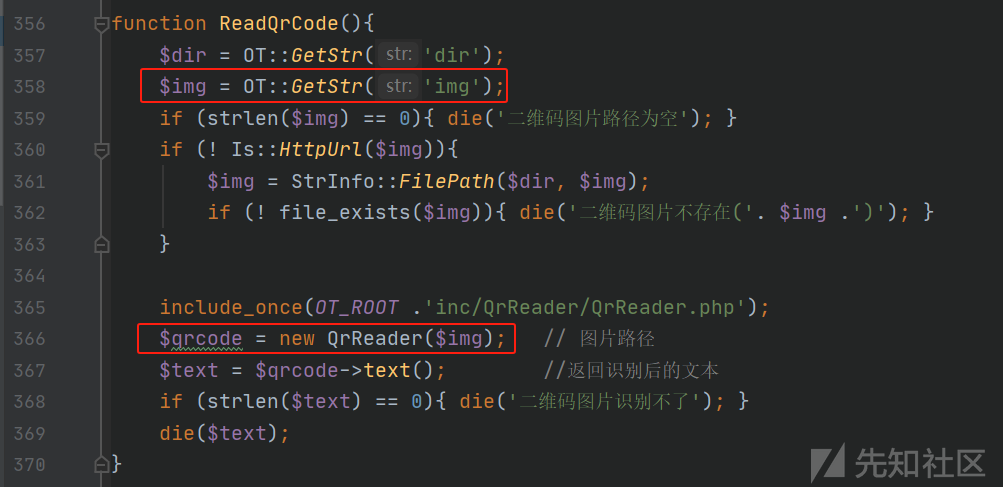 356 function ReadQrCode(){
357 $dir = OT::GetStr( str: 'dir');
358 $img = OT::GetStr( str: 'img');
359 if (strlen($img) == 0){ die('二维码图片路径为空'); }
360 if (! Is::HttpUrl($img)){
361 $img = StrInfo::FilePath($dir, $img);
362 if (! file_exists($img)){ die('二维码图片不存在('. $img .')'); }
363 }
364
365 include_once(OT_ROOT .'inc/QrReader/QrReader.php');
366 $qrcode = new QrReader($img); // 图片路径
367 $text = $qrcode->text(); //返回识别后的文本
368 if (strlen($text) == 0){ die('二维码图片识别不了'); }
369 die($text);
370 }
先知社区